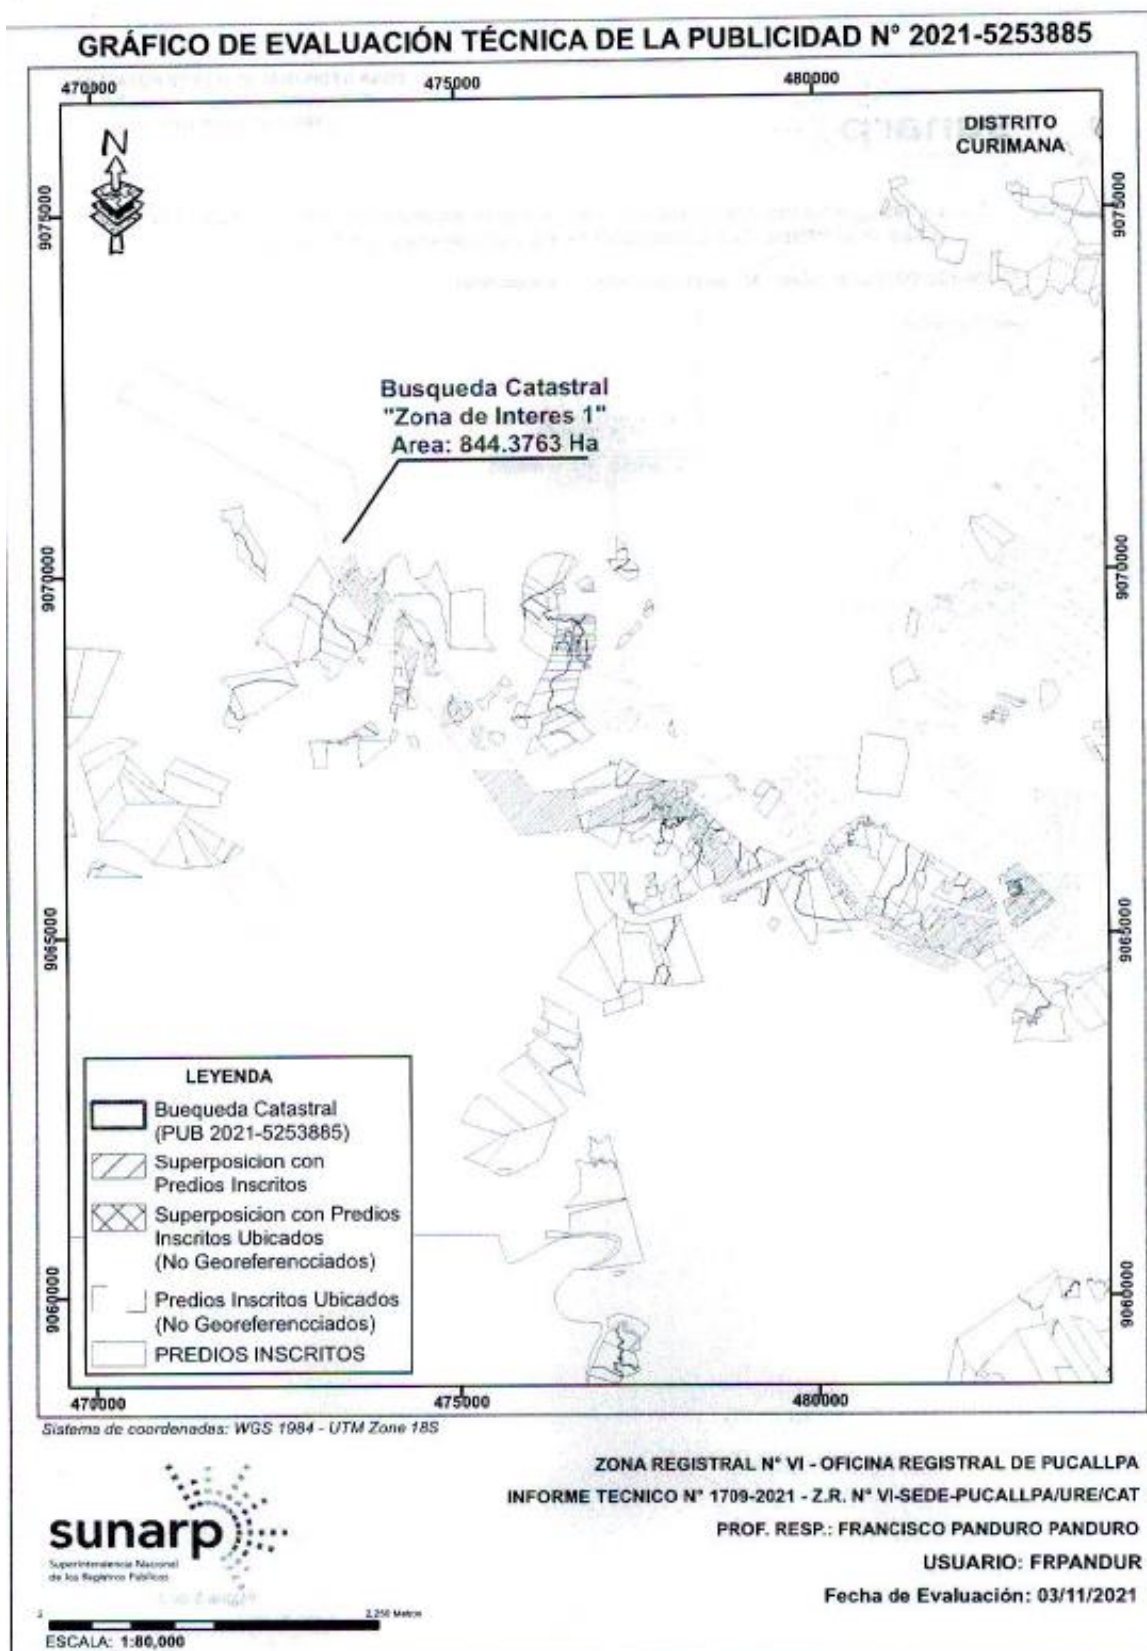 GRÁFICO DE EVALUACIÓN TÉCNICA DE LA PUBLICIDAD N° 2021-5253885
470000
475000
480000
DISTRITO
CURIMANA
N
9075000
9075000
Busqueda Catastral
"Zona de Interes 1"
Area: 844.3763 Ha
9070000
9070000
9065000
9065000
LEYENDA
Buequeda Catastral
(PUB 2021-5253885)
Superposicion con
Predios Inscritos
Superposicion con Predios
Inscritos Ubicados
(No Georeferencciados)
Predios Inscritos Ubicados
(No Georeferencciados)
PREDIOS INSCRITOS
9060000
9060000
470000
475000
480000
Sistema de coordenadas: WGS 1984 - UTM Zone 18S
ZONA REGISTRAL N° VI - OFICINA REGISTRAL DE PUCALLPA
INFORME TECNICO N° 1709-2021 - Z.R. N° VI-SEDE-PUCALLPA/URE/CAT
PROF. RESP.: FRANCISCO PANDURO PANDURO
USUARIO: FRPANDUR
Fecha de Evaluación: 03/11/2021
sunarp
Superintendencia Nacional
de los Registros Públicos
2,250 Metros
ESCALA: 1:80,000